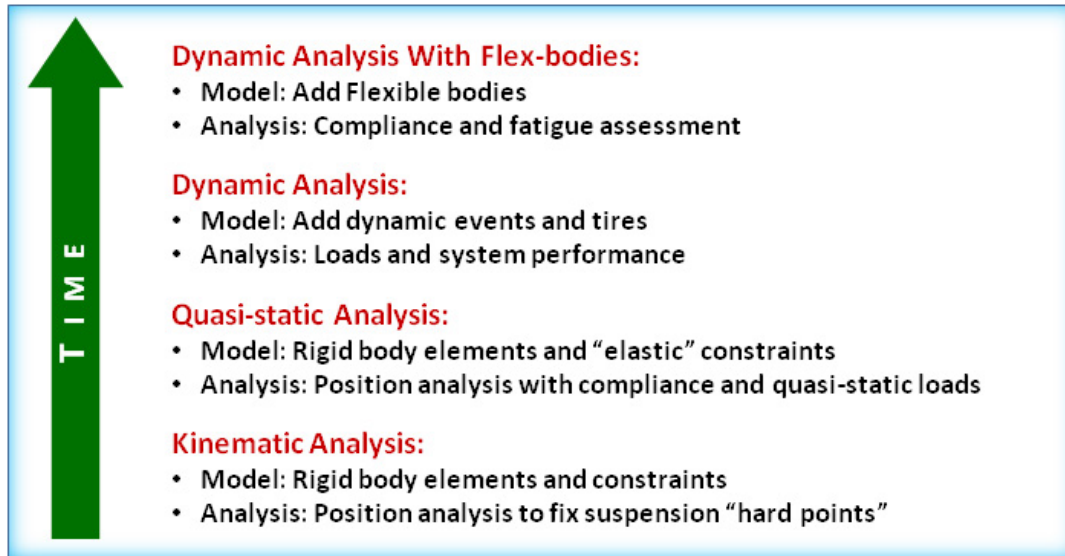 Dynamic Analysis With Flex-bodies:
• Model: Add Flexible bodies
• Analysis: Compliance and fatigue assessment
Dynamic Analysis:
• Model: Add dynamic events and tires
• Analysis: Loads and system performance
Quasi-static Analysis:
• Model: Rigid body elements and “elastic” constraints
• Analysis: Position analysis with compliance and quasi-static loads
Kinematic Analysis:
• Model: Rigid body elements and constraints
• Analysis: Position analysis to fix suspension “hard points”
TIME